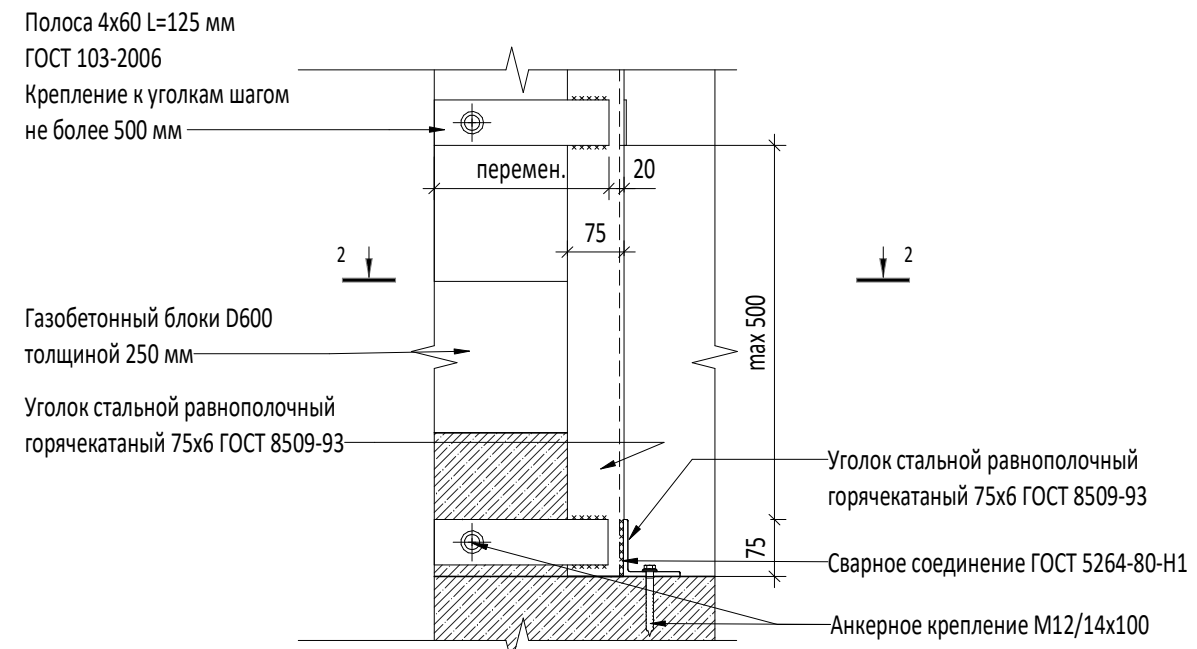 Полоса 4х60 L=125 мм
ГОСТ 103-2006
Крепление к уголкам шагом
не более 500 мм
перемен.
20
75
2
2
Газобетонный блоки D600
толщиной 250 мм
max 500
Уголок стальной равнополочный
горячекатаный 75х6 ГОСТ 8509-93
Уголок стальной равнополочный
горячекатаный 75х6 ГОСТ 8509-93
75
Сварное соединение ГОСТ 5264-80-Н1
Анкерное крепление М12/14х100